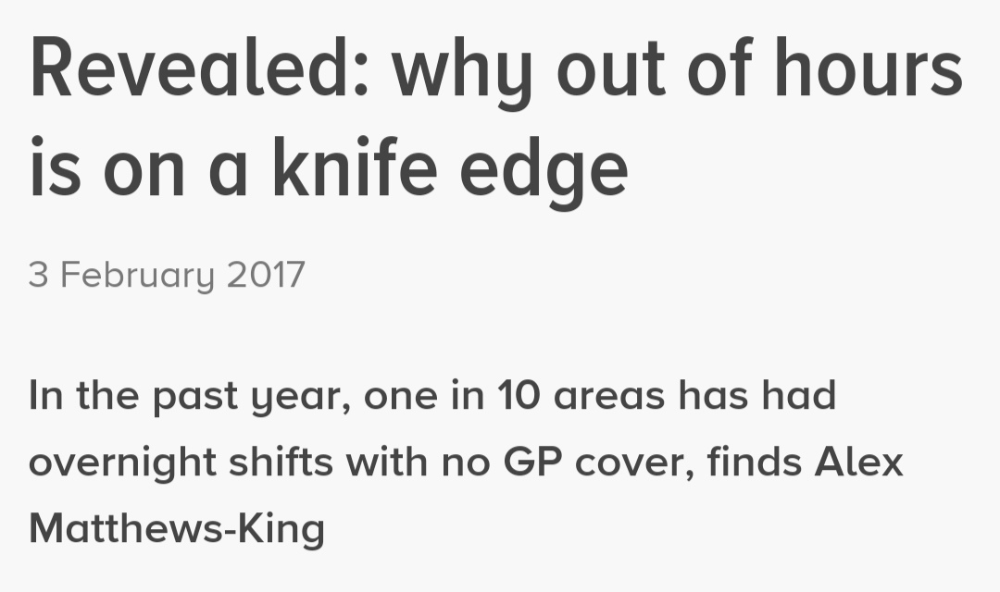 Revealed: why out of hours
is on a knife edge
3 February 2017
In the past year, one in 10 areas has had
overnight shifts with no GP cover, finds Alex
Matthews-King